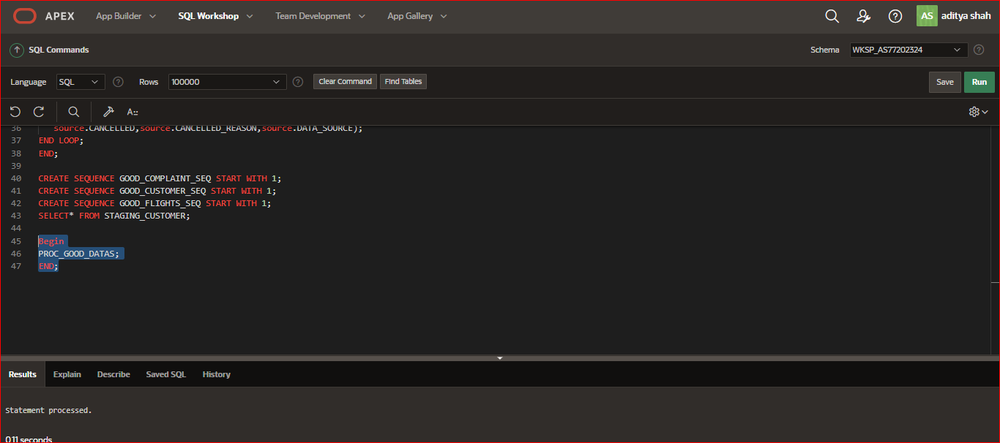 APEX App Builder SQL Workshop Team Development App Gallery AS aditya shah
SQL Commands Schema WKSP_AS77202324
Language SQL Rows 100000 Clear Command Find Tables Save Run
A::
36 source.CANCELLED,source.CANCELLED_REASON,source.DATA_SOURCE);
37 END LOOP;
38 END;
39
40 CREATE SEQUENCE GOOD_COMPLAINT_SEQ START WITH 1;
41 CREATE SEQUENCE GOOD_CUSTOMER_SEQ START WITH 1;
42 CREATE SEQUENCE GOOD_FLIGHTS_SEQ START WITH 1;
43 SELECT* FROM STAGING_CUSTOMER;
44
45 Begin
46 PROC_GOOD_DATAS;
47 END;
Results Explain Describe Saved SQL History
Statement processed.
0.11 seconds